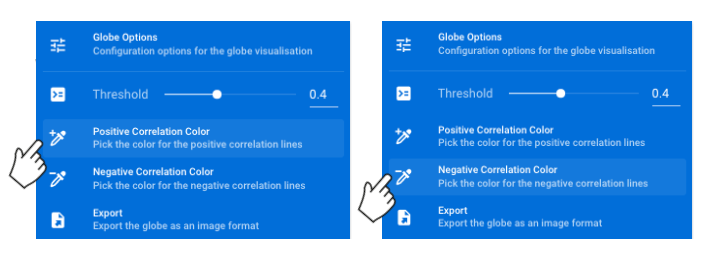 Globe Options
Configuration options for the globe visualisation
Threshold 0.4
Positive Correlation Color
Pick the color for the positive correlation lines
Negative Correlation Color
Pick the color for the negative correlation lines
Export
Export the globe as an image format
Globe Options
Configuration options for the globe visualisation
Threshold 0.4
Positive Correlation Color
Pick the color for the positive correlation lines
Negative Correlation Color
Pick the color for the negative correlation lines
Export
Export the globe as an image format